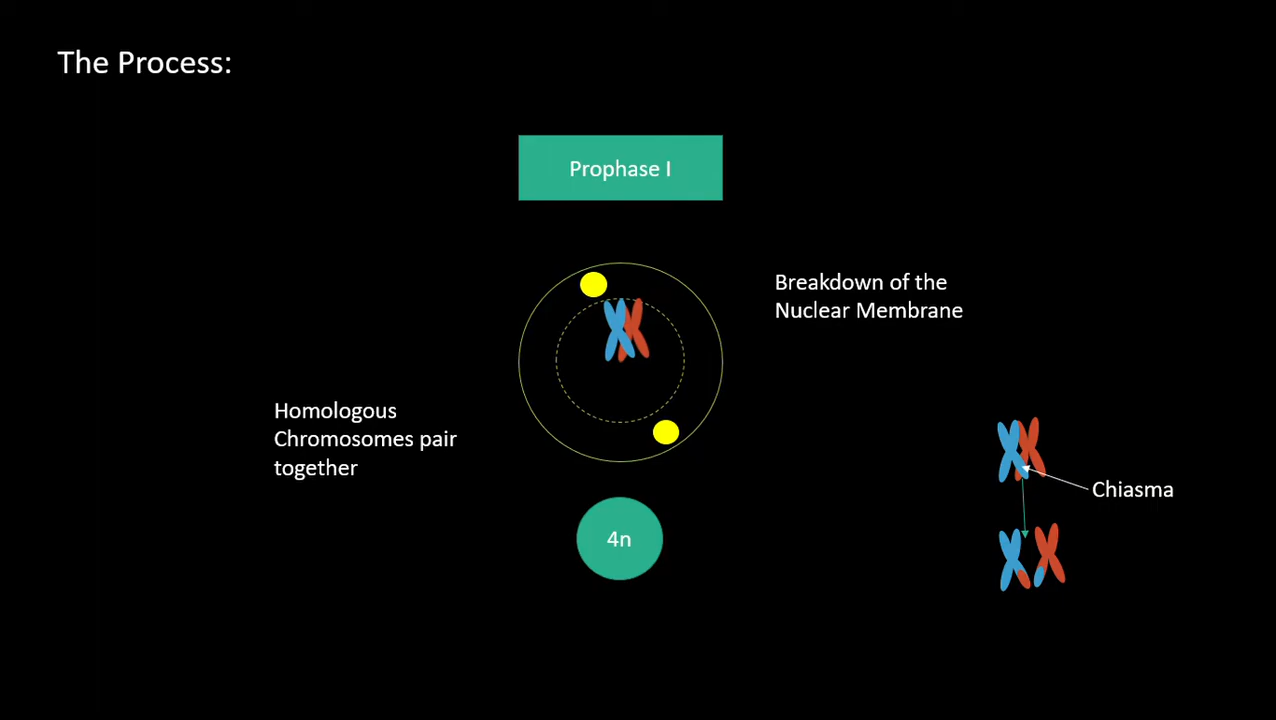 The Process:
Prophase I
Breakdown of the
Nuclear Membrane
Homologous
Chromosomes pair
together
Chiasma
4n